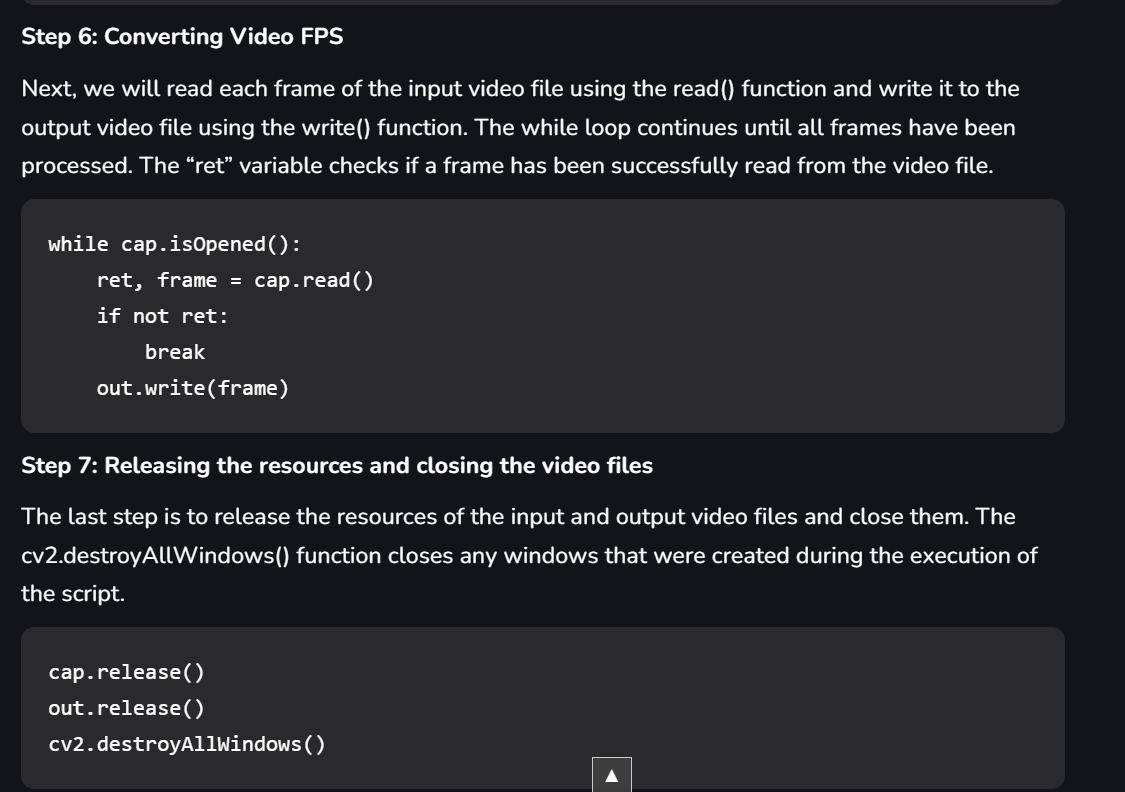 Step 6: Converting Video FPS
Next, we will read each frame of the input video file using the read() function and write it to the
output video file using the write() function. The while loop continues until all frames have been
processed. The “ret” variable checks if a frame has been successfully read from the video file.
while cap.isOpened():
    ret, frame = cap.read()
    if not ret:
        break
    out.write(frame)
Step 7: Releasing the resources and closing the video files
The last step is to release the resources of the input and output video files and close them. The
cv2.destroyAllWindows() function closes any windows that were created during the execution of
the script.
cap.release()
out.release()
cv2.destroyAllWindows()